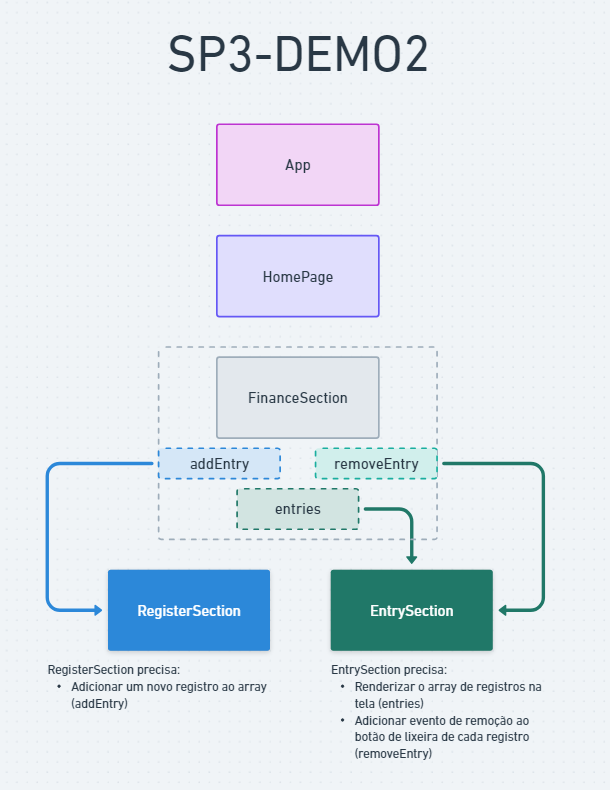 SP3-DEMO2
App
HomePage
FinanceSection
addEntry
removeEntry
entries
RegisterSection
EntrySection
RegisterSection precisa:
• Adicionar um novo registro ao array
(addEntry)
EntrySection precisa:
• Renderizar o array de registros na
tela (entries)
• Adicionar evento de remoção ao
botão de lixeira de cada registro
(removeEntry)